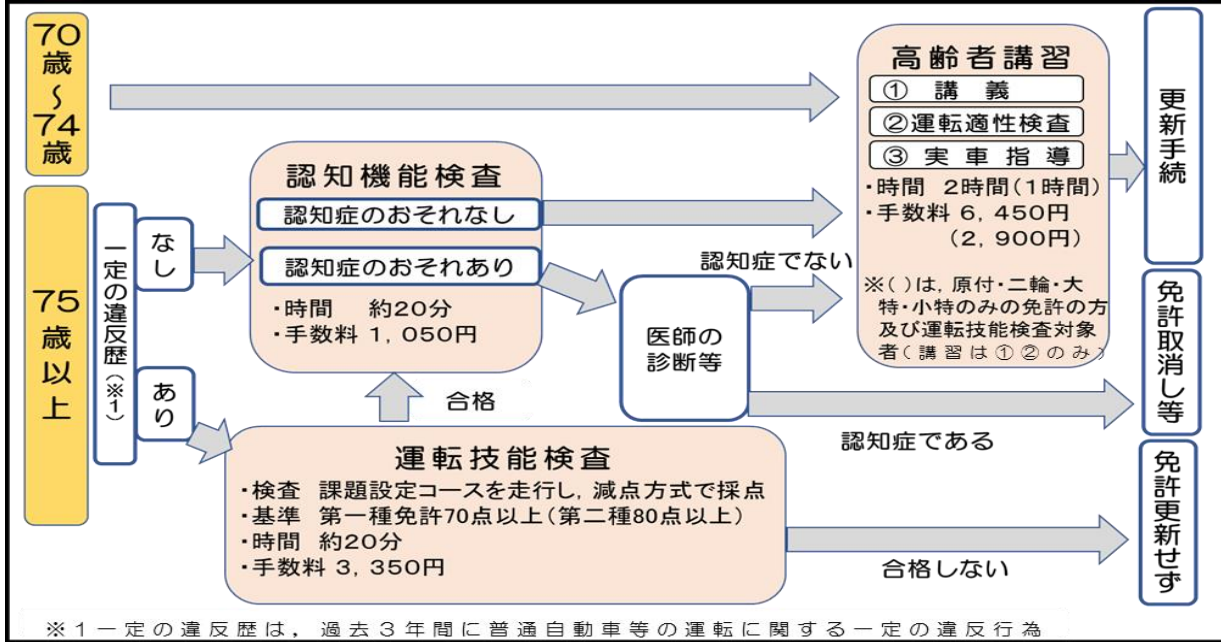 70
歳
～
74
歳
75
歳
以
上
一定の違反歴（※1）
なし
あり
認知機能検査
認知症のおそれなし
認知症のおそれあり
・時間　約20分
・手数料 1，050円
合格
運転技能検査
・検査　課題設定コースを走行し，減点方式で採点
・基準　第一種免許70点以上（第二種80点以上）
・時間　約20分
・手数料 3，350円
医師の
診断等
認知症でない
認知症である
合格しない
高齢者講習
①　講　義
②運転適性検査
③　実　車　指　導
・時間　2時間（1時間）
・手数料 6，450円
（2，900円）
※（ ）は，原付・二輪・大
特・小特のみの免許の方
及び運転技能検査対象
者（講習は①②のみ）
更新手続
免許取消し等
免許更新せず
※１一定の違反歴は，過去３年間に普通自動車等の運転に関する一定の違反行為